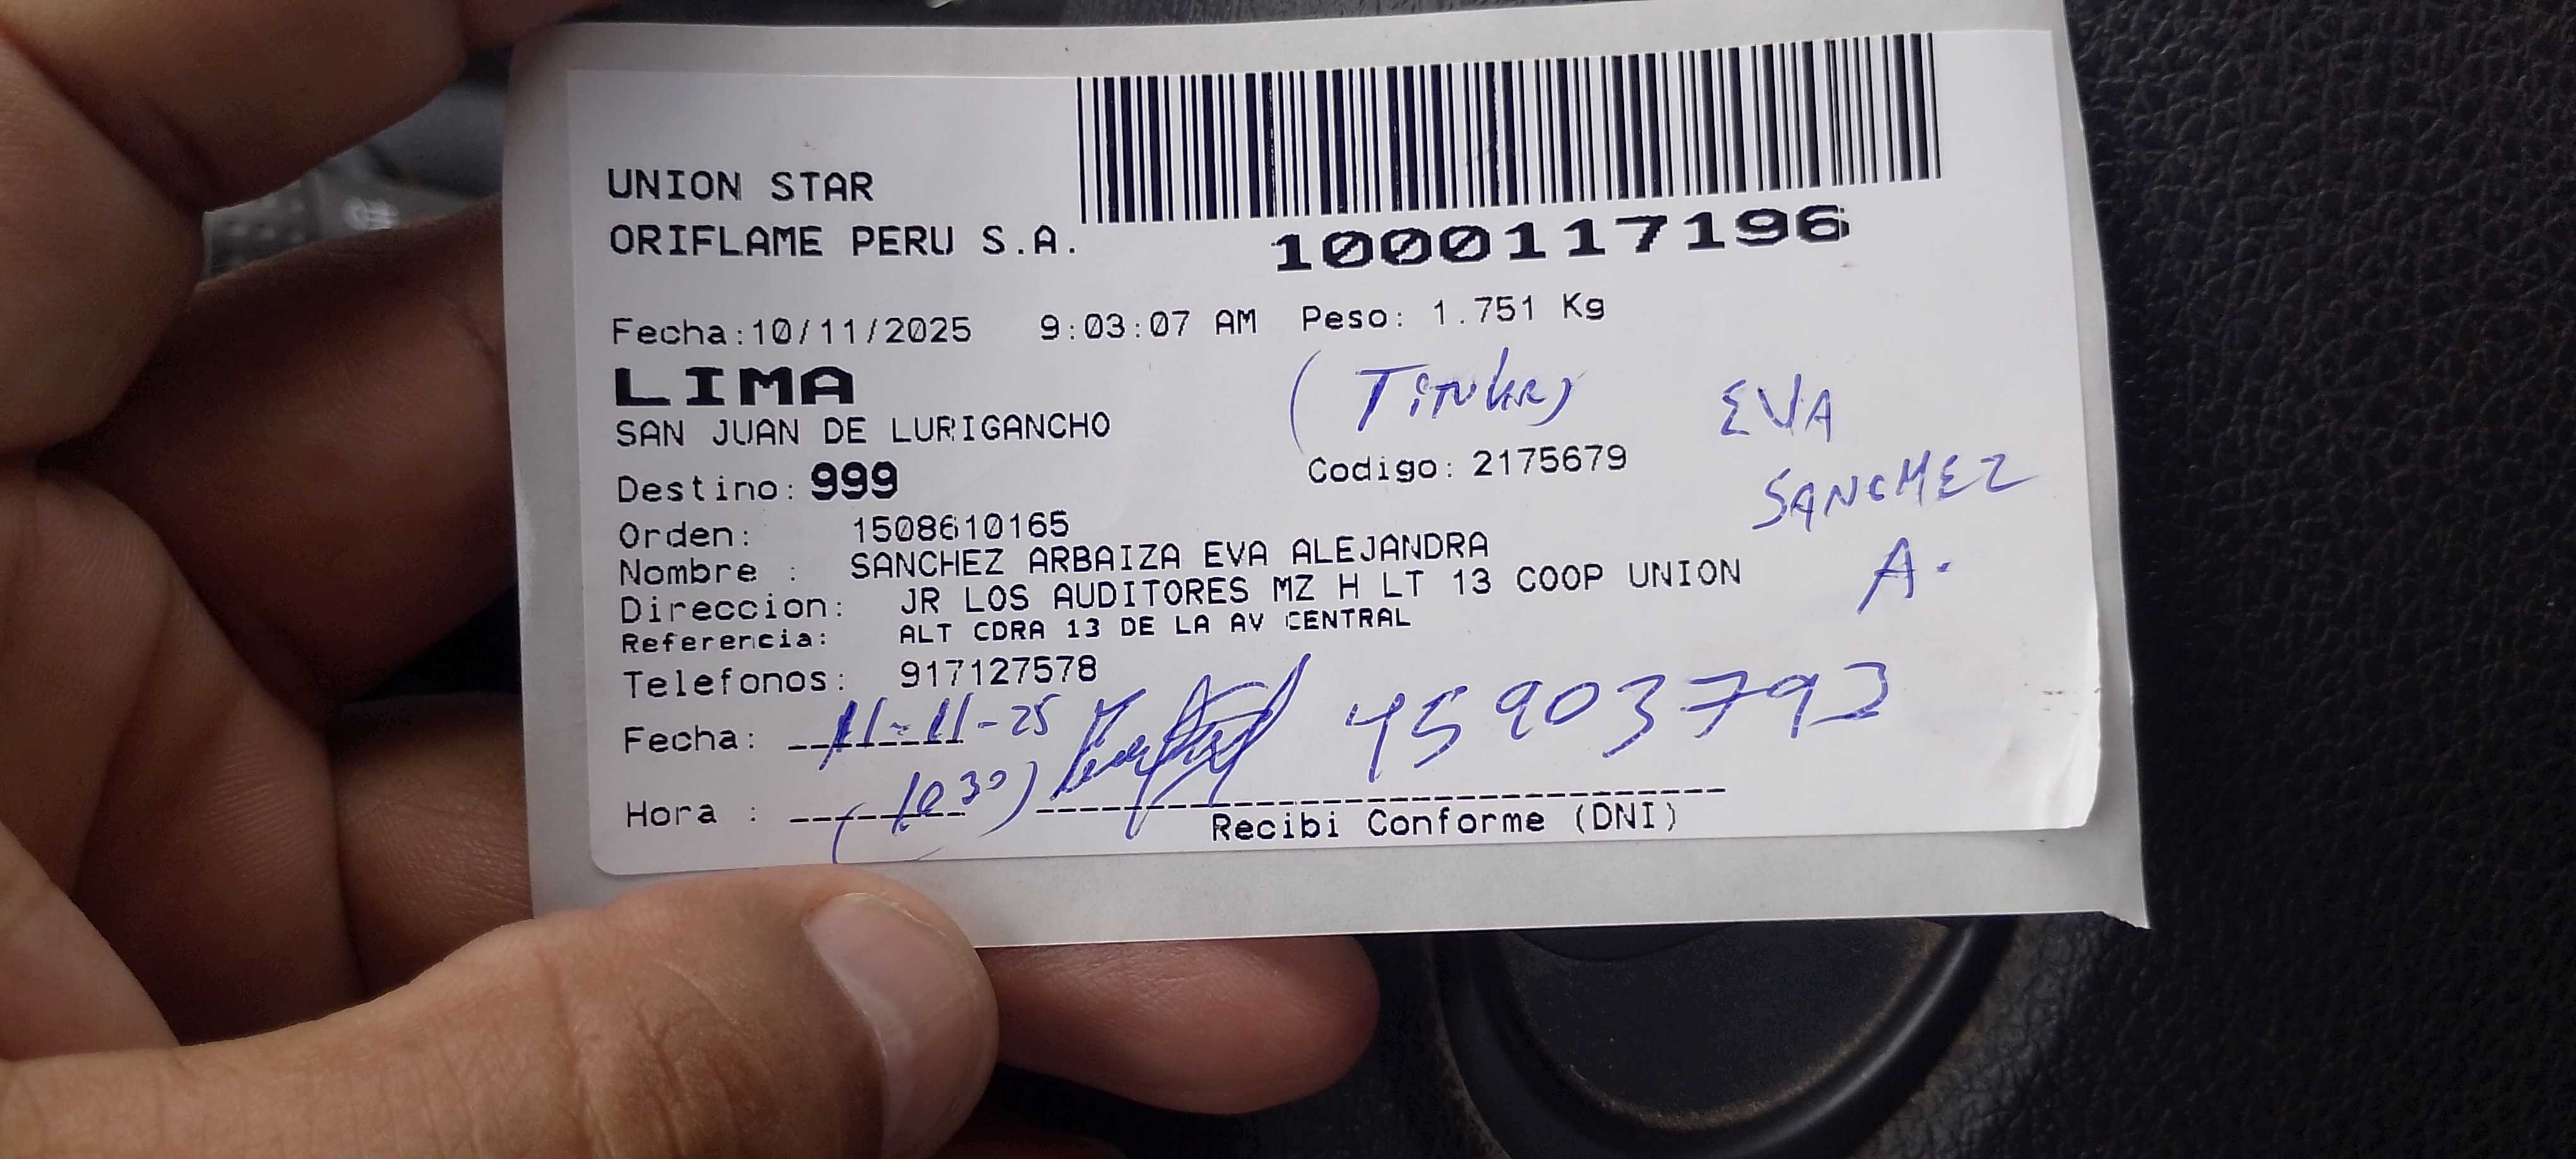 UNION STAR
ORIFLAME PERU S.A.
1000117196
Fecha:10/11/2025 9:03:07 AM Peso: 1.751 Kg
LIMA
(Titular) EVA
SAN JUAN DE LURIGANCHO
Codigo: 2175679
SANCHEZ
Destino: 999
Orden: 1508610165
Nombre : SANCHEZ ARBAIZA EVA ALEJANDRA
A.
Direccion: JR LOS AUDITORES MZ H LT 13 COOP UNION
Referencia: ALT CDRA 13 DE LA AV CENTRAL
Telefonos: 917127578
Fecha: 11-11-25 45903793
Hora : (1030)
Recibi Conforme (DNI)